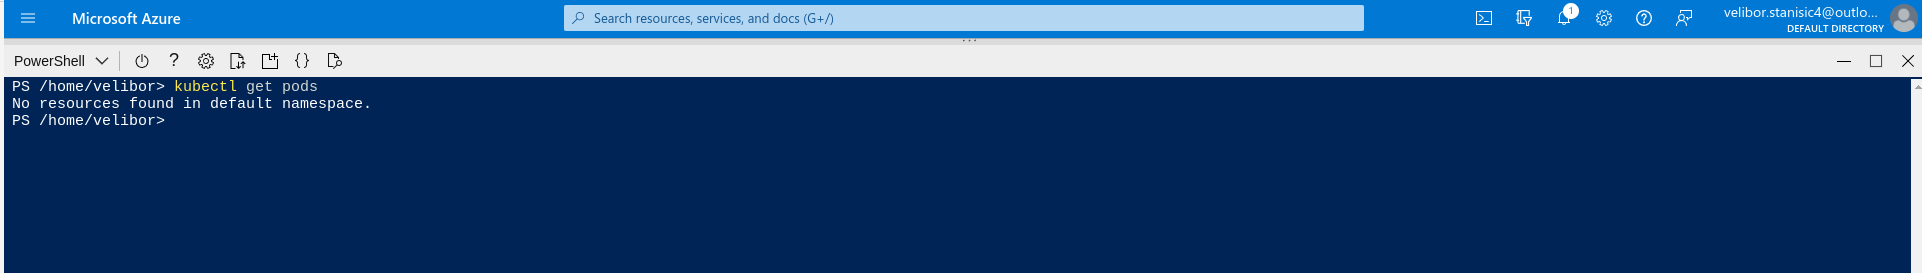 Microsoft Azure
Search resources, services, and docs (G+/)
1
velibor.stanisic4@outlo...
DEFAULT DIRECTORY
PowerShell
PS /home/velibor> kubectl get pods
No resources found in default namespace.
PS /home/velibor>